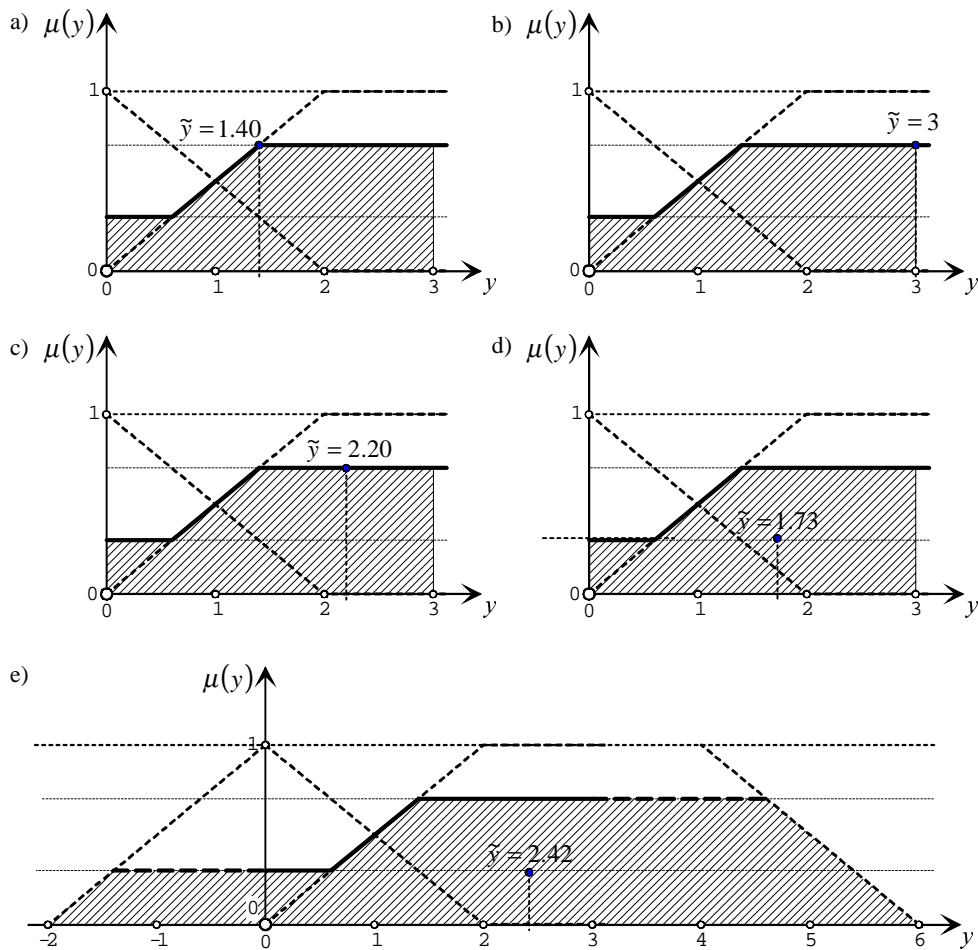 a) μ(y)
b) μ(y)
1
1
ỹ = 1.40
ỹ = 3
0
0
0 1 2 3 y
0 1 2 3 y
c) μ(y)
d) μ(y)
1
1
ỹ = 2.20
ỹ = 1.73
0
0
0 1 2 3 y
0 1 2 3 y
e) μ(y)
1
ỹ = 2.42
0
-2 -1 0 1 2 3 4 5 6 y